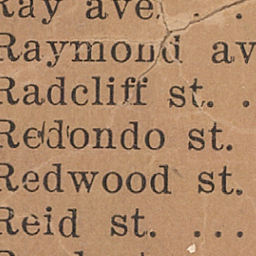 Ray ave. . .
Raymond av
Radcliff st. .
Redondo st.
Redwood st.
Reid st. . . .